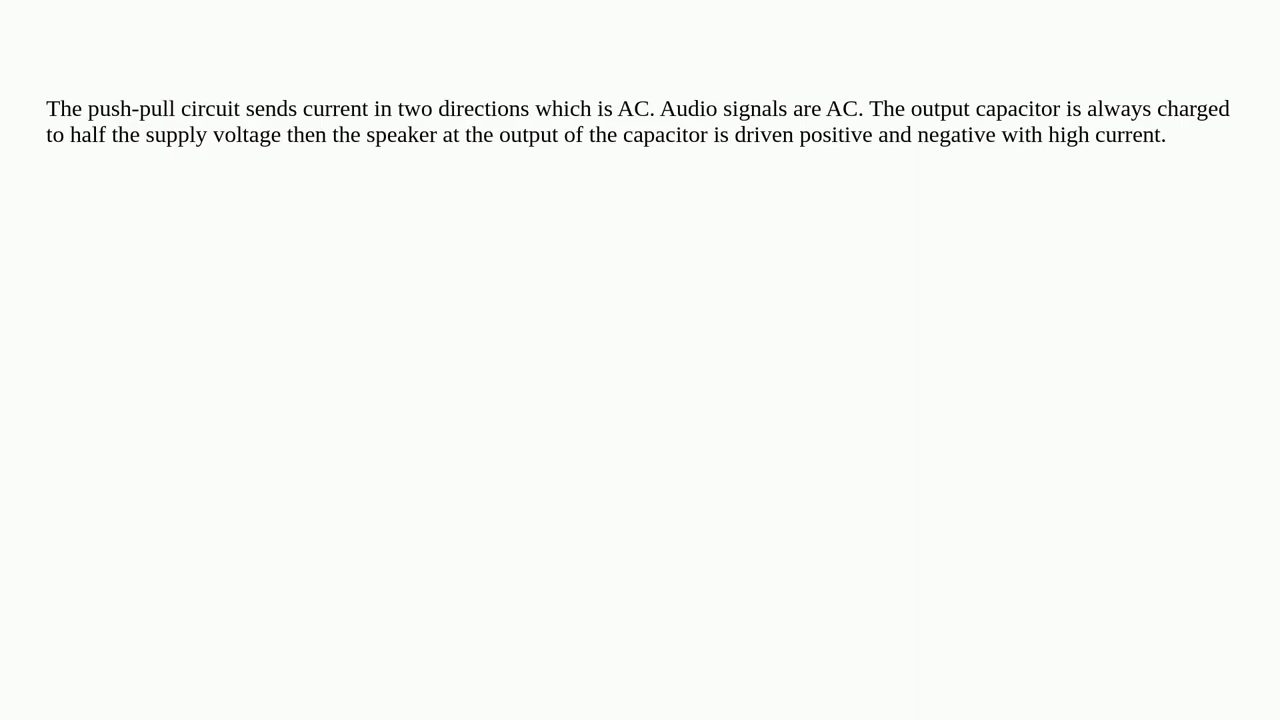 The push-pull circuit sends current in two directions which is AC. Audio signals are AC. The output capacitor is always charged
to half the supply voltage then the speaker at the output of the capacitor is driven positive and negative with high current.